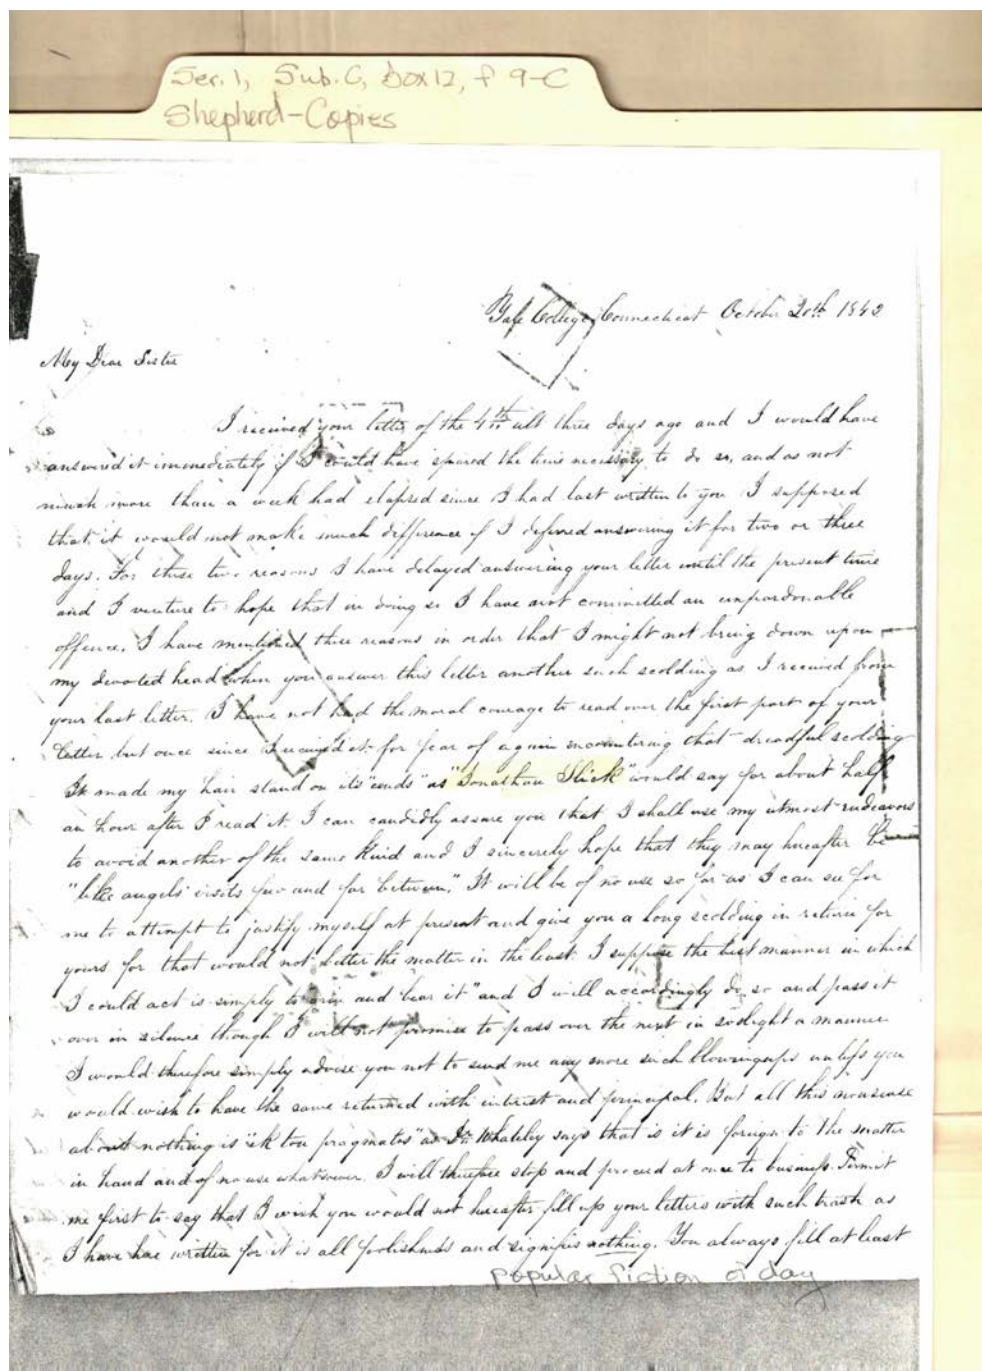 Ser. 1, Sub. C, Box 12, f 9-C
Shepherd-Copies
Yale College, Connecticut October 20th 1842
My Dear Sister
I received your letter of the 4th ult three days ago and I would have
answered it immediately if I could have spared the time necessary to do so, and as not
much more than a week had elapsed since I had last written to you I supposed
that it would not make much difference if I deferred answering it for two or three
days. For these two reasons I have delayed answering your letter until the present time
and I venture to hope that in doing so I have not committed an unpardonable
offence. I have mentioned these reasons in order that I might not bring down upon
my devoted head when you answer this letter another such scolding as I received from
your last letter. I have not had the moral courage to read over the first part of your
letter but once since I received it for fear of again encountering that dreadful scolding
It made my hair stand on its "eends" as "Jonathan Slick" would say for about half
an hour after I read it. I can candidly assure you that I shall use my utmost endeavors
to avoid another of the same kind and I sincerely hope that they may hereafter be
"like angels' visits few and far between." It will be of no use so far as I can see for
me to attempt to justify myself at present and give you a long scolding in return for
yours for that would not better the matter in the least. I suppose the best manner in which
I could act is simply to "grin and bear it" and I will accordingly do so and pass it
over in silence though I will not promise to pass over the next in so slight a manner
I would therefore simply advise you not to send me any more such blowingups unless you
would wish to have the same returned with interest and principal. But all this nonsense
about nothing is "ek tou pragmatos" as Dr Whateley says that is it is foreign to the matter
in hand and of no use whatsoever. I will therefore stop and proceed at once to business. Permit
me first to say that I wish you would not hereafter fill up your letters with such trash as
I have here written for it is all foolishness and signifies nothing. You always fill at least
popular fiction of day